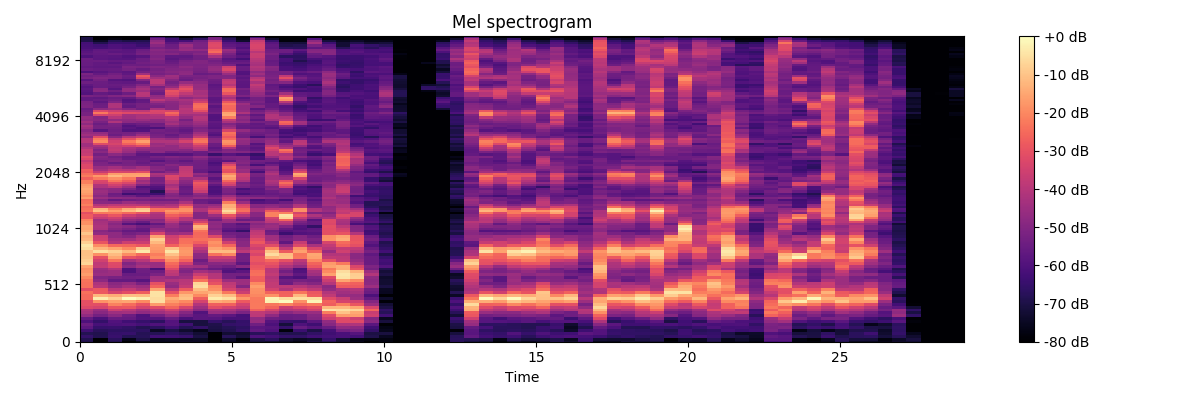 Mel spectrogram
8192
4096
2048
1024
512
0
Hz
0 5 10 15 20 25
Time
+0 dB
-10 dB
-20 dB
-30 dB
-40 dB
-50 dB
-60 dB
-70 dB
-80 dB